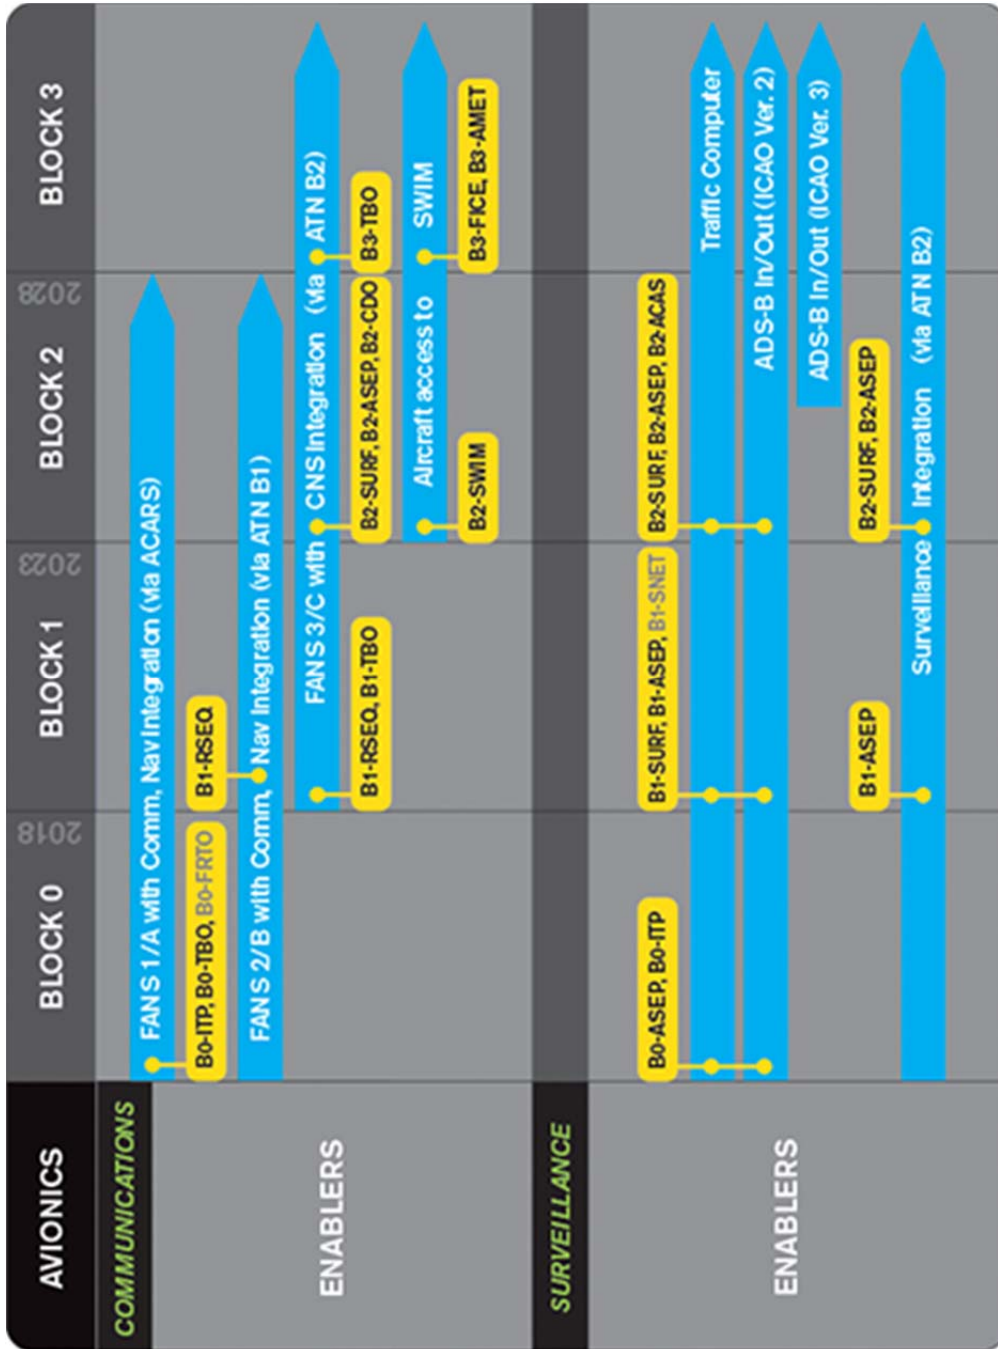 AVIONICS
BLOCK 0
2018
BLOCK 1
2023
BLOCK 2
2028
BLOCK 3
COMMUNICATIONS
ENABLERS
FANS 1/A with Comm, Nav Integration (via ACARS)
B0-ITP, B0-TBO, B0-FRTO
B1-RSEQ
FANS 2/B with Comm, Nav Integration (via ATN B1)
FANS 3/C with CNS Integration (via ATN B2)
B1-RSEQ, B1-TBO
B2-SURF, B2-ASEP, B2-CDO
B3-TBO
Aircraft access to SWIM
B2-SWIM
B3-FICE, B3-AMET
SURVEILLANCE
ENABLERS
B0-ASEP, B0-ITP
B1-SURF, B1-ASEP, B1-SNET
B2-SURF, B2-ASEP, B2-ACAS
Traffic Computer
ADS-B In/Out (ICAO Ver. 2)
ADS-B In/Out (ICAO Ver. 3)
B1-ASEP
B2-SURF, B2-ASEP
Surveillance Integration (via ATN B2)